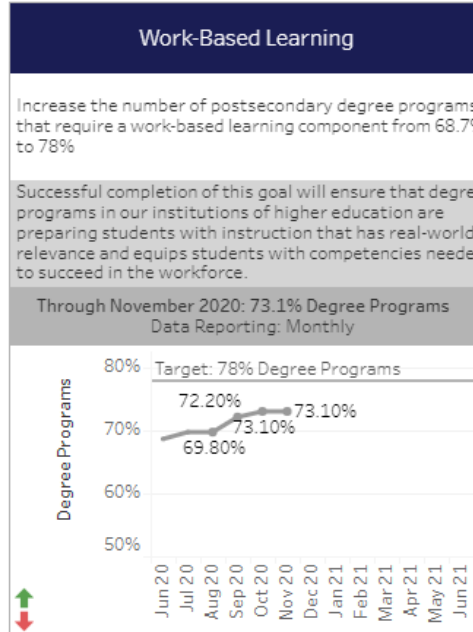 Work-Based Learning
Increase the number of postsecondary degree programs
that require a work-based learning component from 68.7%
to 78%
Successful completion of this goal will ensure that degre
programs in our institutions of higher education are
preparing students with instruction that has real-world
relevance and equips students with competencies neede
to succeed in the workforce.
Through November 2020: 73.1% Degree Programs
Data Reporting: Monthly
80%
Target: 78% Degree Programs
72.20%
73.10%
70%
73.10%
69.80%
60%
50%
Degree Programs
Jun 20
Jul 20
Aug 20
Sep 20
Oct 20
Nov 20
Dec 20
Jan 21
Feb 21
Mar 21
Apr 21
May 21
Jun 21